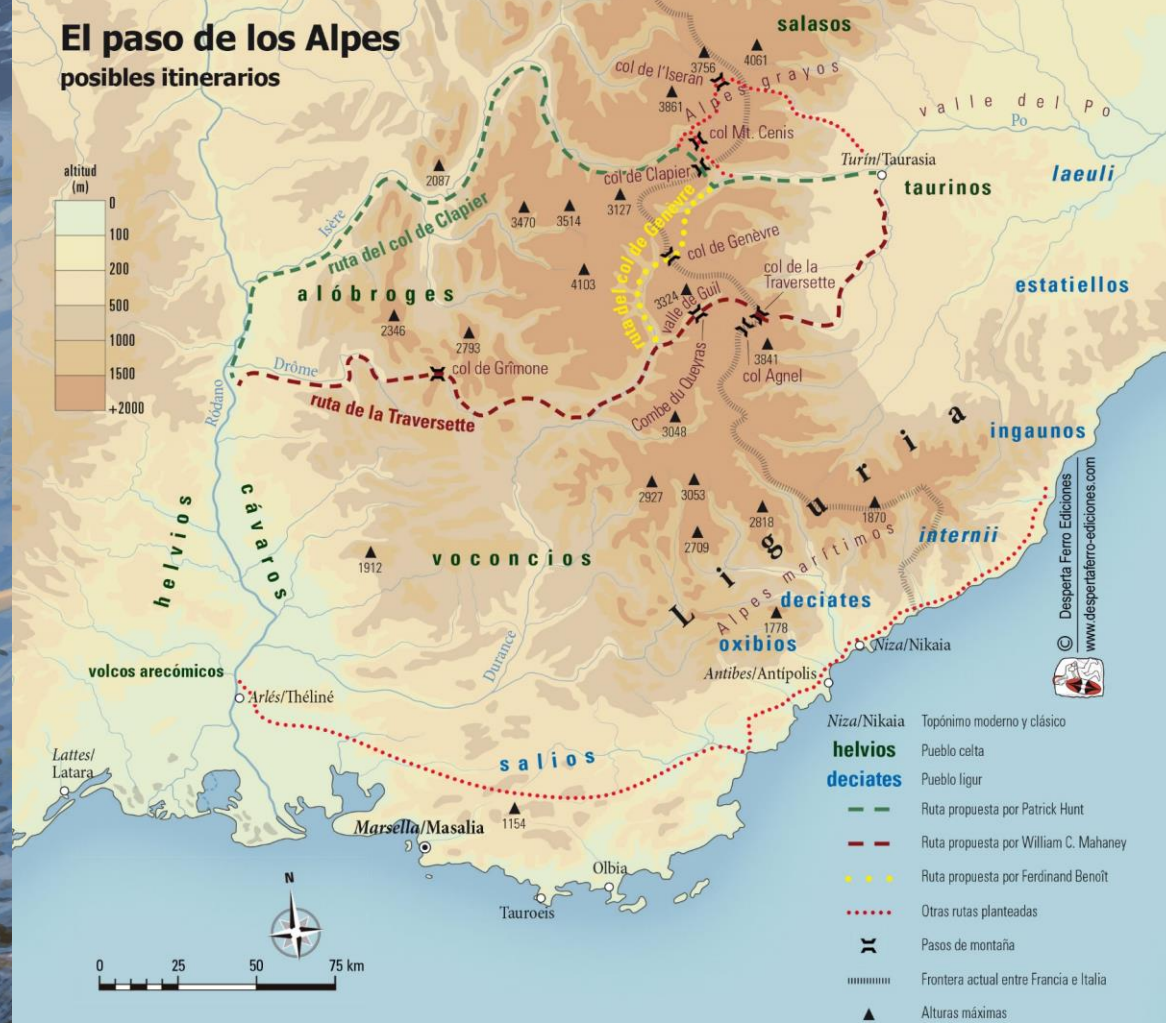 El paso de los Alpes
posibles itinerarios
altitud
(m)
0
100
200
500
1000
1500
+2000
salasos
3756
4061
col de l'Iseran
3861
Alpes grayos
col Mt. Cenis
valle del Po
Po
Turín/Taurasia
laeuli
col de Clapier
taurinos
2087
Isère
ruta del col de Clapier
3470
3514
3127
ruta del col de Genèvre
col de Genèvre
4103
col de la
Traversette
alóbroges
3324
valle de Guil
estatiellos
2346
2793
3841
col Agnel
Drôme
col de Grîmone
ruta de la Traversette
Combe du Queyras
3048
Ródano
Liguria
ingaunos
helvios
cávaros
2927
3053
2818
1870
2709
internii
1912
voconcios
Alpes marítimos
deciates
1778
oxibios
Durance
Niza/Nikaia
Antibes/Antípolis
volcos arecómicos
Arlés/Théliné
Lattes/
Latara
salios
1154
Marsella/Masalia
Olbia
Tauroeis
N
0 25 50 75 km
© Desperta Ferro Ediciones
www.despertaferro-ediciones.com
Niza/Nikaia Topónimo moderno y clásico
helvios Pueblo celta
deciates Pueblo ligur
Ruta propuesta por Patrick Hunt
Ruta propuesta por William C. Mahaney
Ruta propuesta por Ferdinand Benoît
Otras rutas planteadas
Pasos de montaña
Frontera actual entre Francia e Italia
Alturas máximas